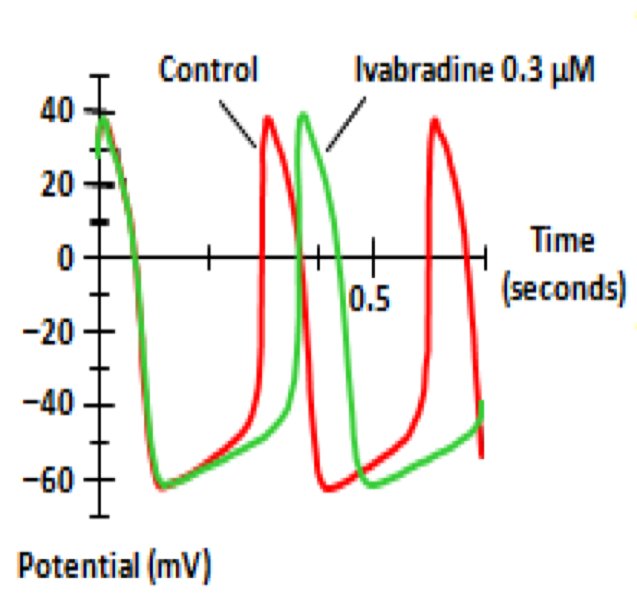 Control
Ivabradine 0.3 µM
40
20
0
−20
−40
−60
0.5
Time
(seconds)
Potential (mV)